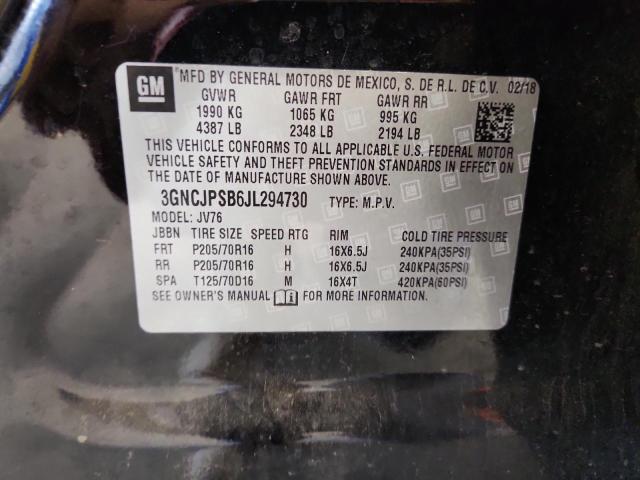 GM MFD BY GENERAL MOTORS DE MEXICO, S. DE R.L. DE C.V. 02/18
GVWR GAWR FRT GAWR RR
1990 KG 1065 KG 995 KG
4387 LB 2348 LB 2194 LB
THIS VEHICLE CONFORMS TO ALL APPLICABLE U.S. FEDERAL MOTOR
VEHICLE SAFETY AND THEFT PREVENTION STANDARDS IN EFFECT ON
THE DATE OF MANUFACTURE SHOWN ABOVE.
3GNCJPSB6JL294730 TYPE: M.P.V.
MODEL: JV76
JBBN TIRE SIZE SPEED RTG RIM COLD TIRE PRESSURE
FRT P205/70R16 H 16X6.5J 240KPA(35PSI)
RR P205/70R16 H 16X6.5J 240KPA(35PSI)
SPA T125/70D16 M 16X4T 420KPA(60PSI)
SEE OWNER'S MANUAL FOR MORE INFORMATION.